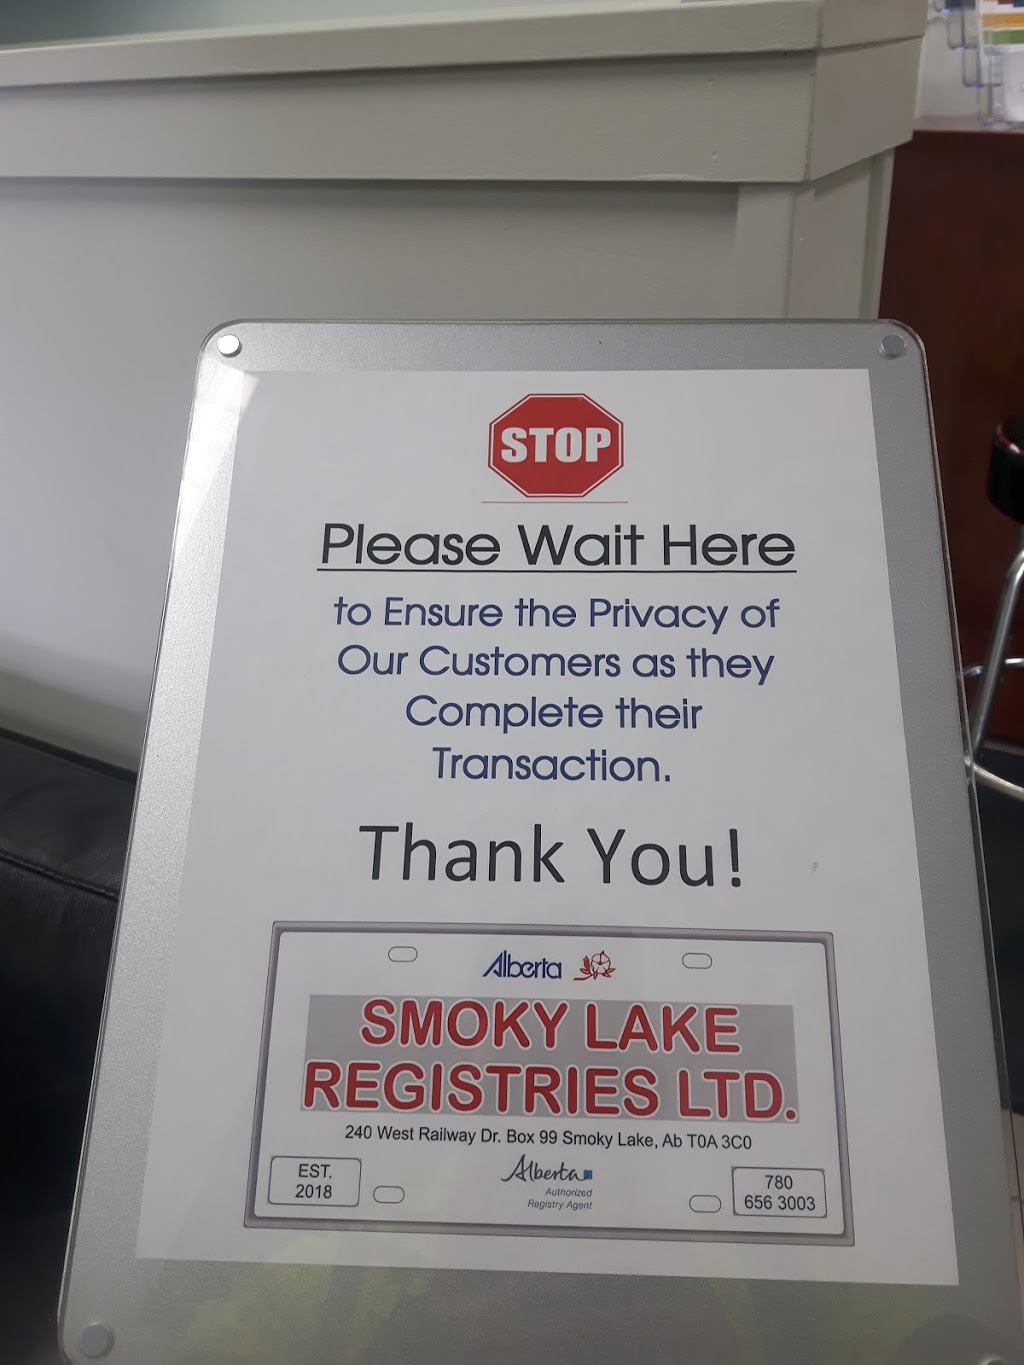 STOP
Please Wait Here
to Ensure the Privacy of
Our Customers as they
Complete their
Transaction.
Thank You!
Alberta
SMOKY LAKE
REGISTRIES LTD.
240 West Railway Dr. Box 99 Smoky Lake, Ab T0A 3C0
EST.
2018
Alberta
Authorized
Registry Agent
780
656 3003